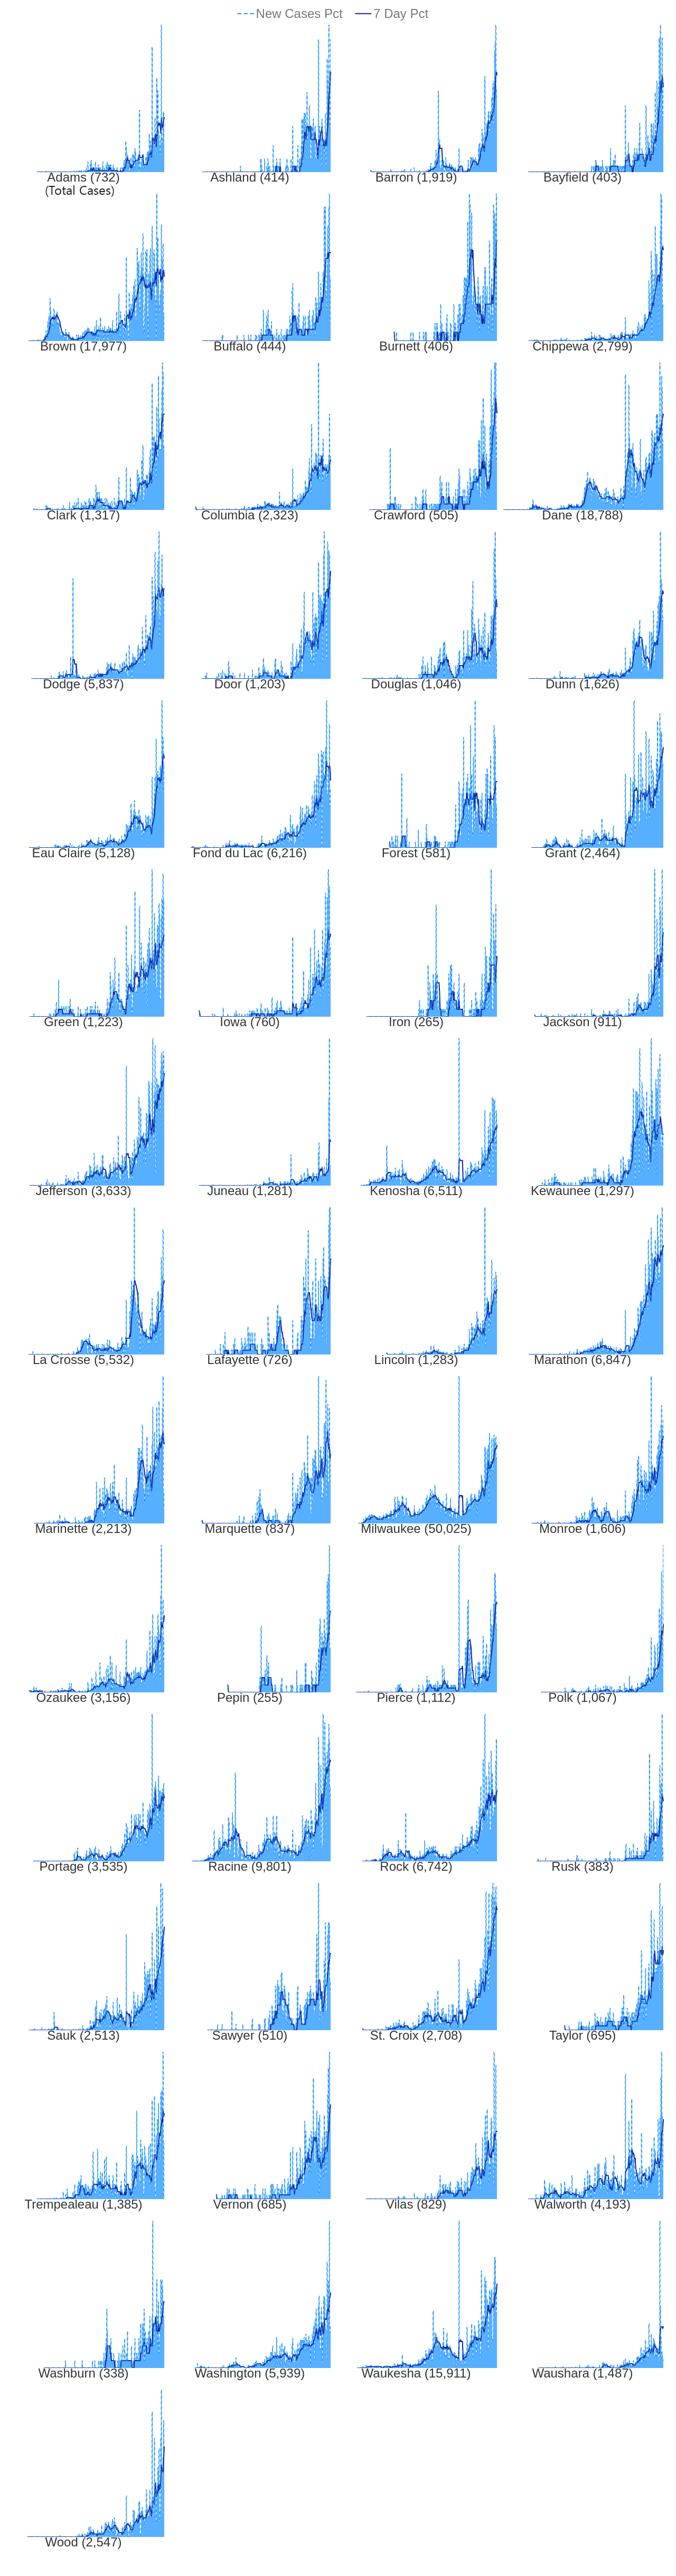 New Cases Pct 7 Day Pct
Adams (732) Ashland (414) Barron (1,919) Bayfield (403)
(Total Cases)
Brown (17,977) Buffalo (444) Burnett (406) Chippewa (2,799)
Clark (1,317) Columbia (2,323) Crawford (505) Dane (18,788)
Dodge (5,837) Door (1,203) Douglas (1,046) Dunn (1,626)
Eau Claire (5,128) Fond du Lac (6,216) Forest (581) Grant (2,464)
Green (1,223) Iowa (760) Iron (265) Jackson (911)
Jefferson (3,633) Juneau (1,281) Kenosha (6,511) Kewaunee (1,297)
La Crosse (5,532) Lafayette (726) Lincoln (1,283) Marathon (6,847)
Marinette (2,213) Marquette (837) Milwaukee (50,025) Monroe (1,606)
Ozaukee (3,156) Pepin (255) Pierce (1,112) Polk (1,067)
Portage (3,535) Racine (9,801) Rock (6,742) Rusk (383)
Sauk (2,513) Sawyer (510) St. Croix (2,708) Taylor (695)
Trempealeau (1,385) Vernon (685) Vilas (829) Walworth (4,193)
Washburn (338) Washington (5,939) Waukesha (15,911) Waushara (1,487)
Wood (2,547)